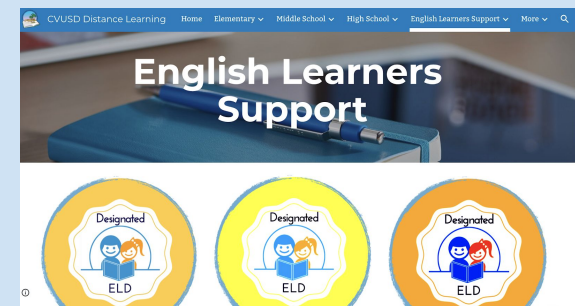 CVUSD Distance Learning Home Elementary Middle School High School English Learners Support More
English Learners
Support
Designated Designated Designated
ELD ELD ELD